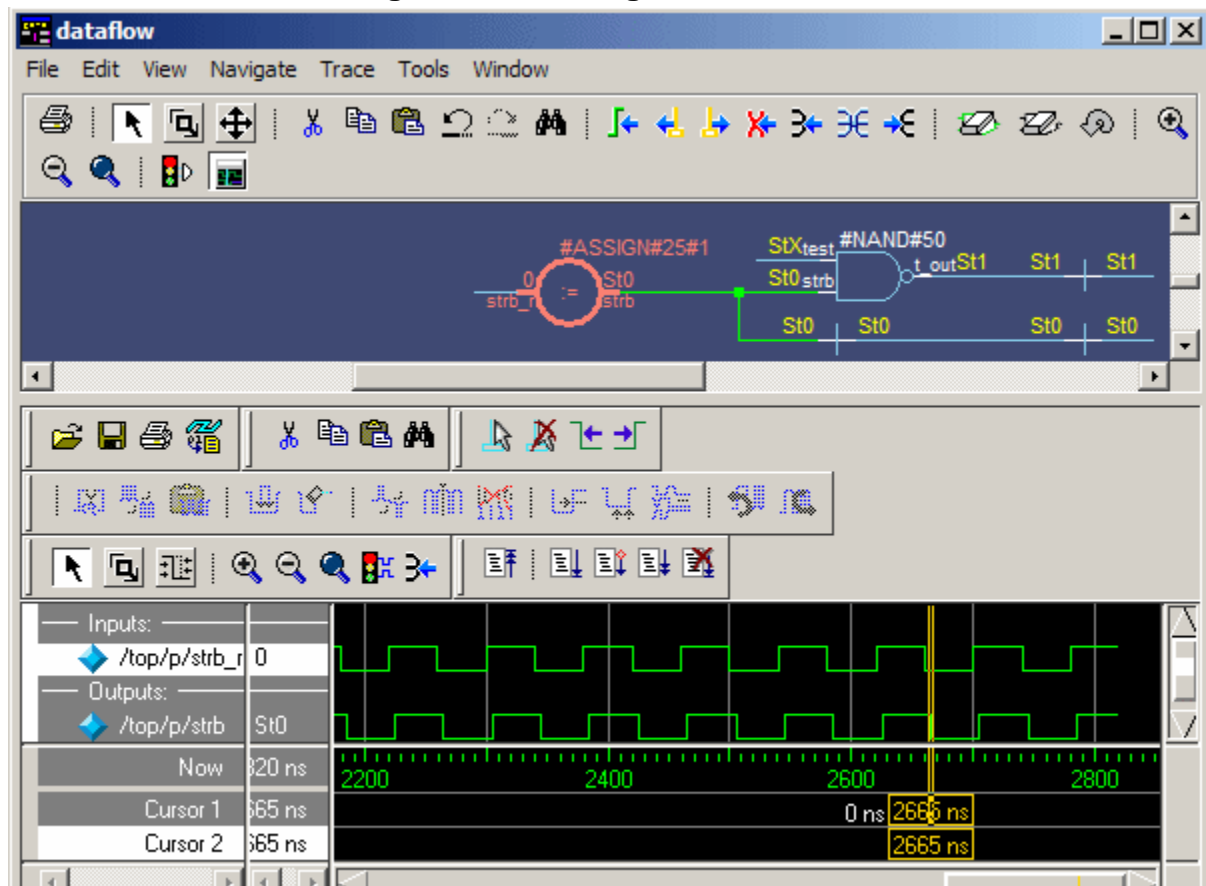 dataflow
File Edit View Navigate Trace Tools Window
#ASSIGN#25#1 StX test #NAND#50
0 St0 St0 strb t_out St1 St1 St1
strb_r := strb
St0 St0 St0 St0
Inputs:
/top/p/strb_r 0
Outputs:
/top/p/strb St0
Now 820 ns 2200 2400 2600 2800
Cursor 1 665 ns 0 ns 2665 ns
Cursor 2 665 ns 2665 ns